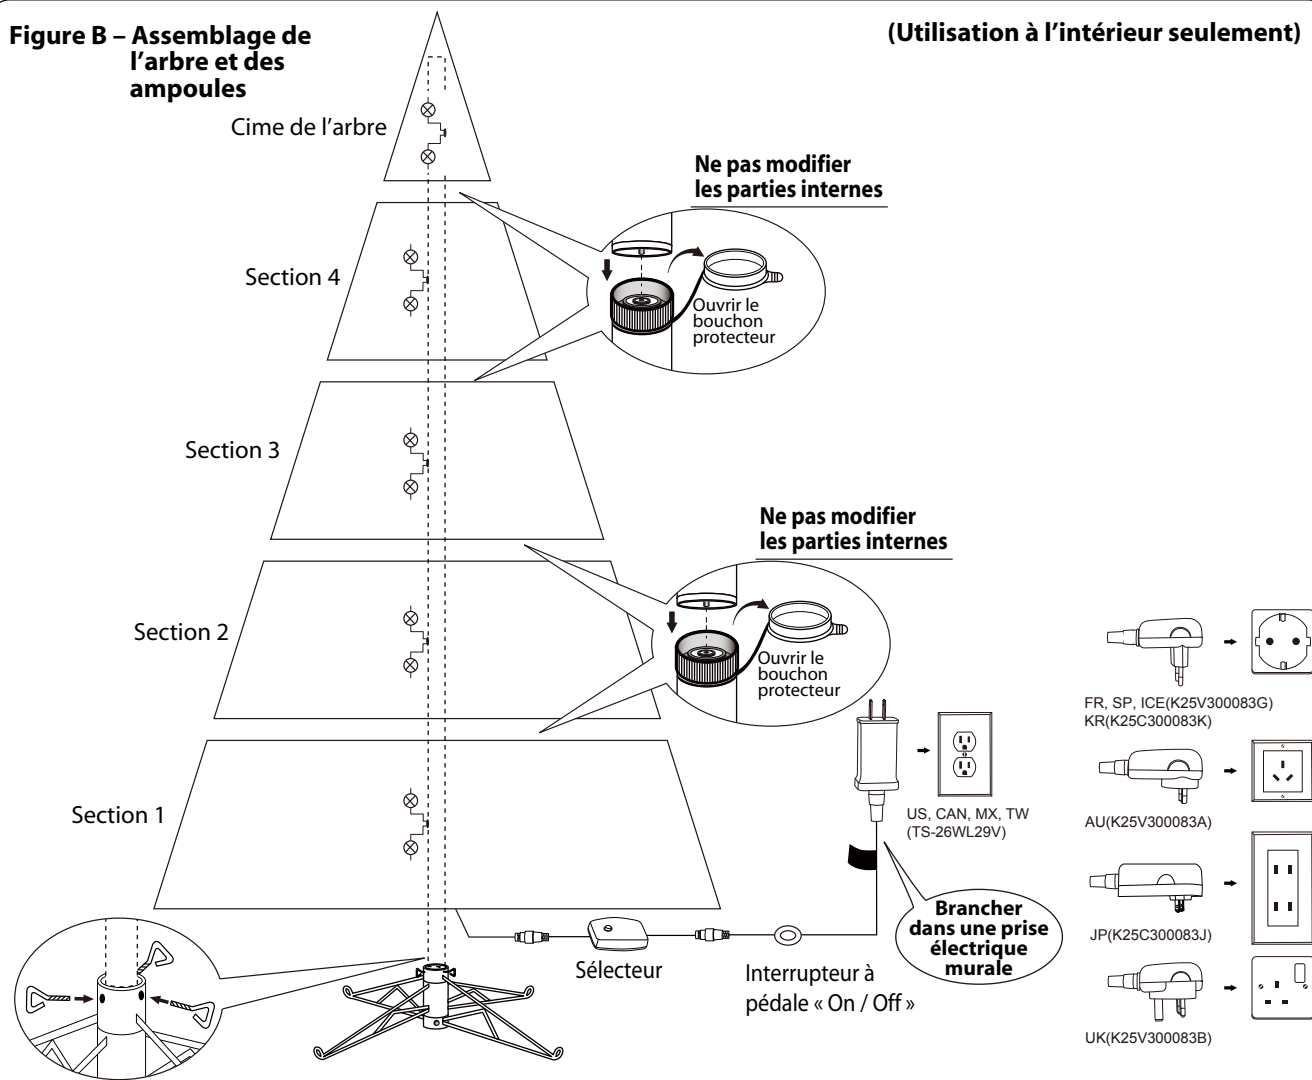 Figure B – Assemblage de
l’arbre et des
ampoules
(Utilisation à l’intérieur seulement)
Cime de l’arbre
Ne pas modifier
les parties internes
Section 4
Ouvrir le
bouchon
protecteur
Section 3
Ne pas modifier
les parties internes
Section 2
Ouvrir le
bouchon
protecteur
Section 1
US, CAN, MX, TW
(TS-26WL29V)
FR, SP, ICE(K25V300083G)
KR(K25C300083K)
AU(K25V300083A)
JP(K25C300083J)
UK(K25V300083B)
Brancher
dans une prise
électrique
murale
Sélecteur
Interrupteur à
pédale « On / Off »